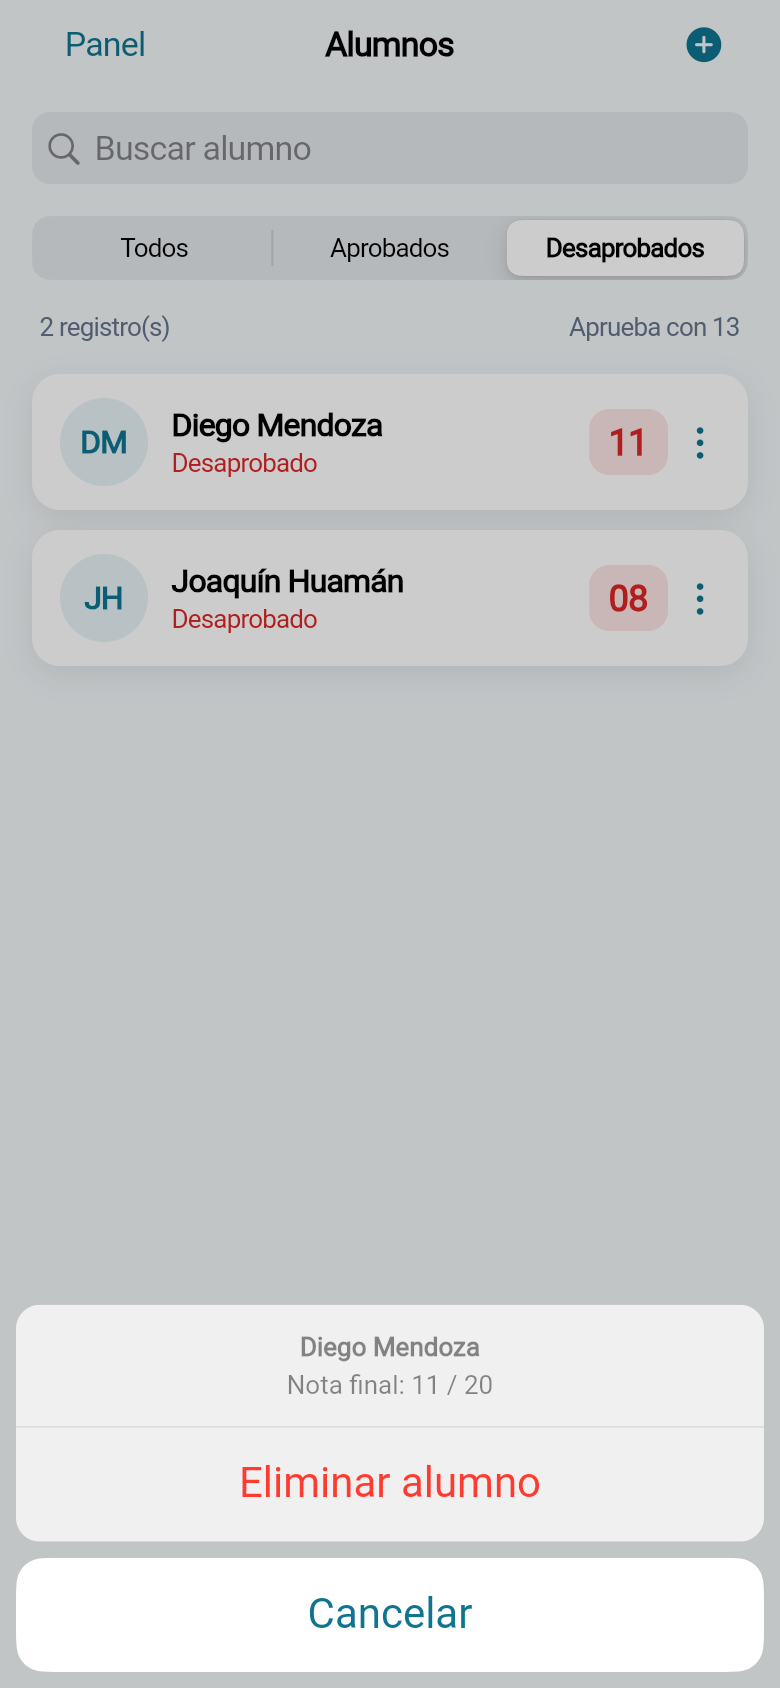 Panel
Alumnos
Buscar alumno
Todos
Aprobados
Desaprobados
2 registro(s)
Aprueba con 13
DM
Diego Mendoza
Desaprobado
11
JH
Joaquín Huamán
Desaprobado
08
Diego Mendoza
Nota final: 11 / 20
Eliminar alumno
Cancelar